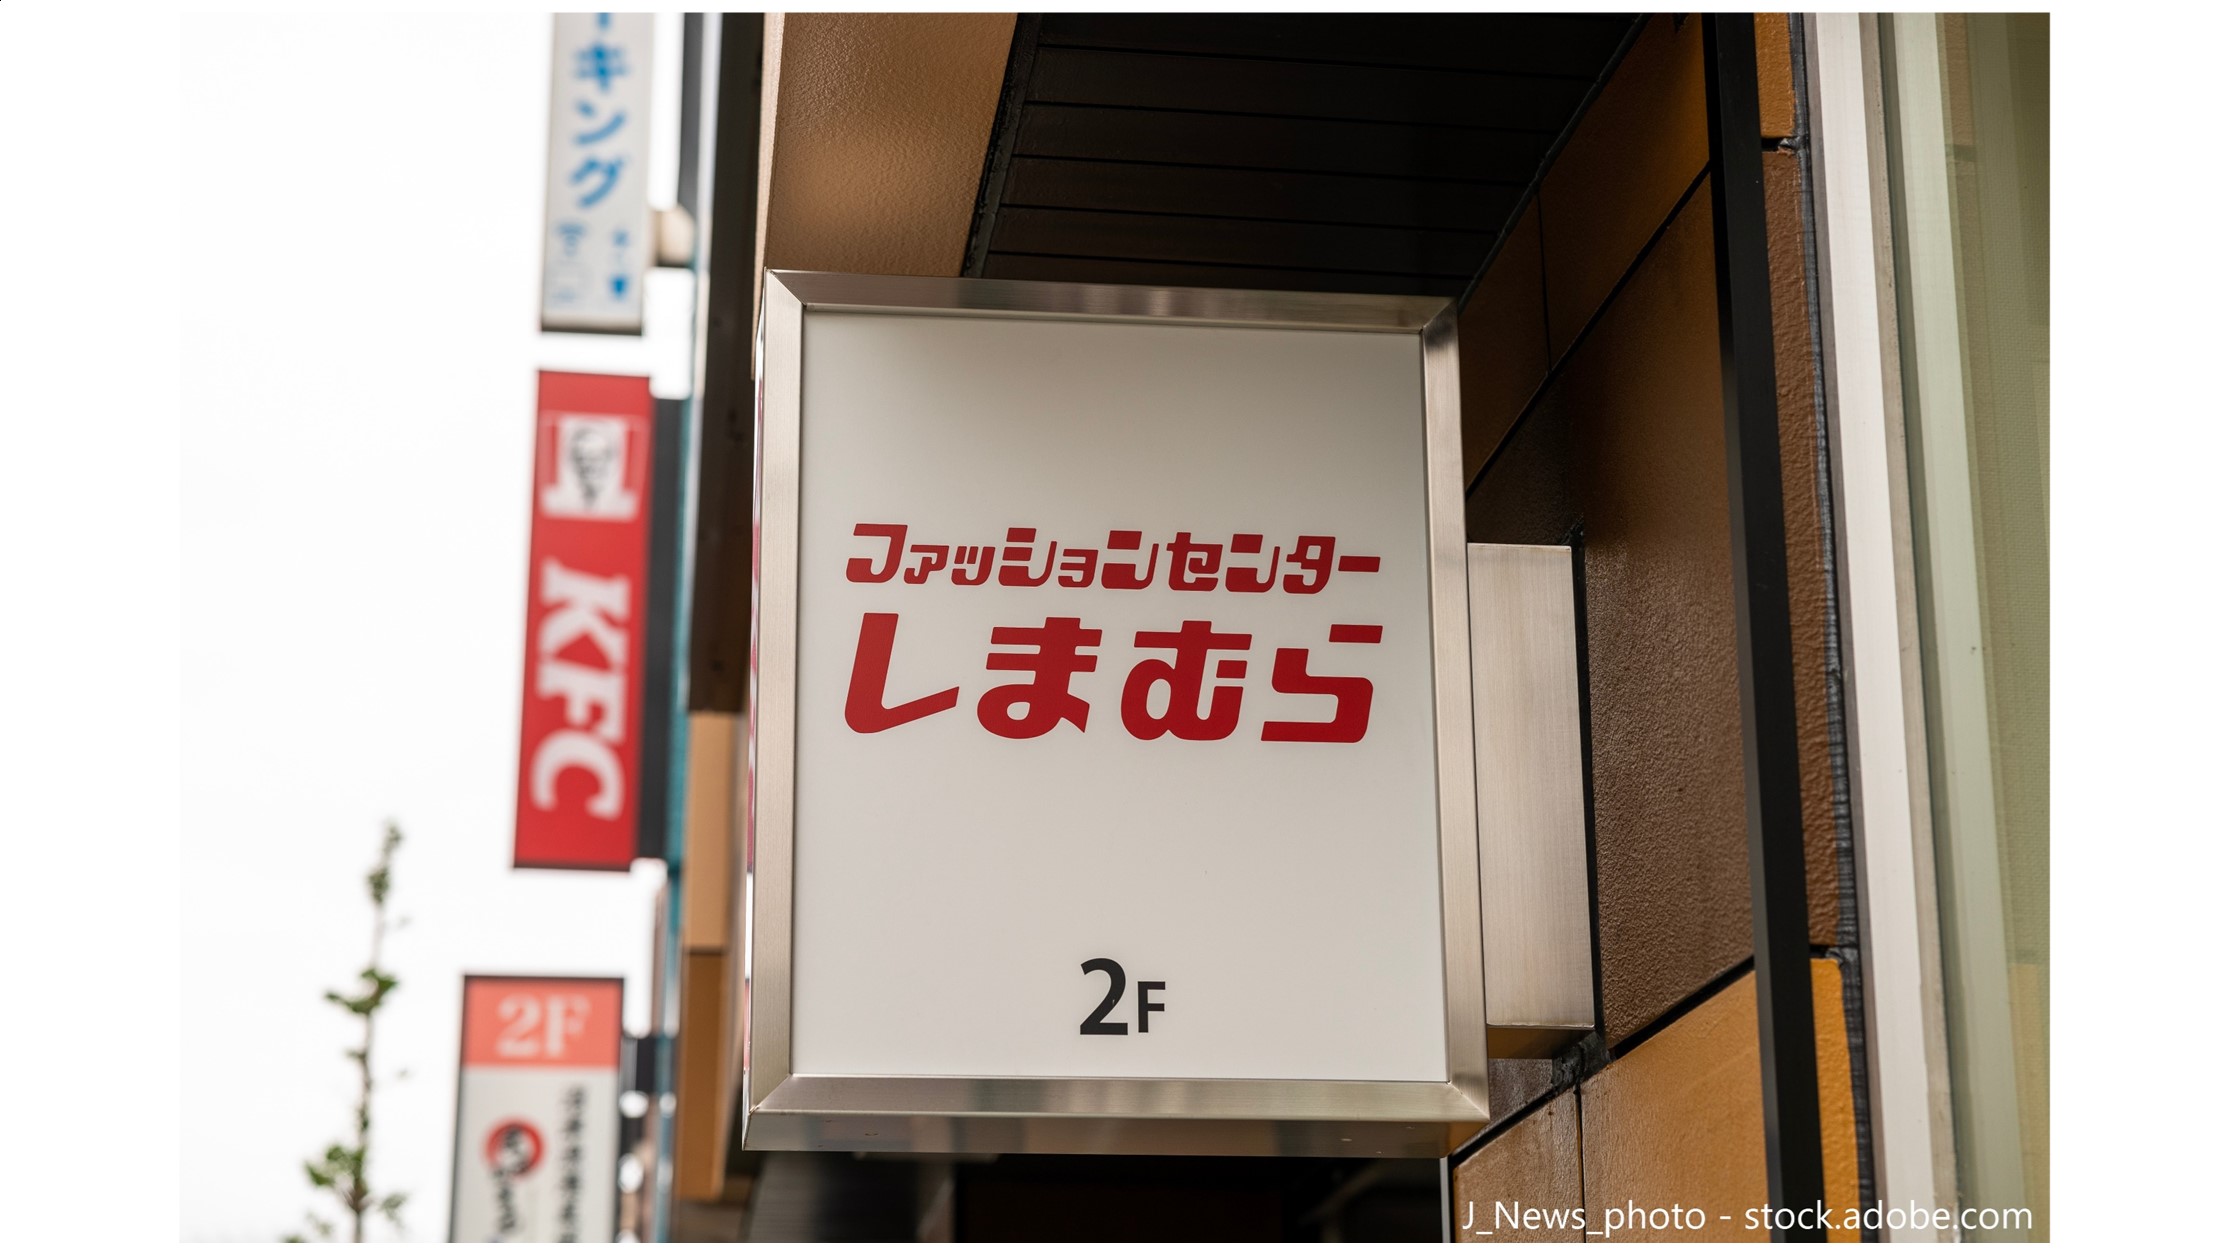 ーキング
KFC
ファッションセンター
しまむら
2F
2F
J_News_photo - stock.adobe.com